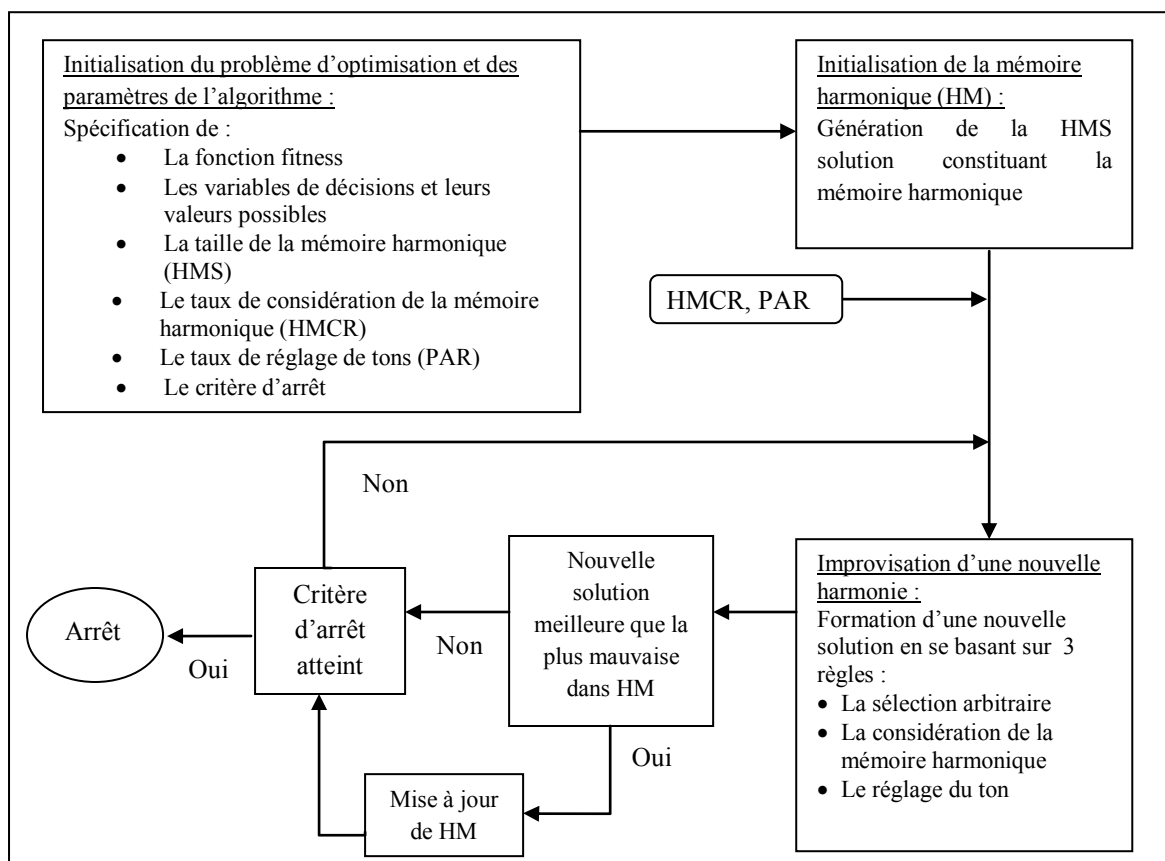 Initialisation du problème d’optimisation et des
paramètres de l’algorithme :
Spécification de :
• La fonction fitness
• Les variables de décisions et leurs
valeurs possibles
• La taille de la mémoire harmonique
(HMS)
• Le taux de considération de la mémoire
harmonique (HMCR)
• Le taux de réglage de tons (PAR)
• Le critère d’arrêt
Initialisation de la mémoire
harmonique (HM) :
Génération de la HMS
solution constituant la
mémoire harmonique
HMCR, PAR
Non
Improvisation d’une nouvelle
harmonie :
Formation d’une nouvelle
solution en se basant sur 3
règles :
• La sélection arbitraire
• La considération de la
mémoire harmonique
• Le réglage du ton
Nouvelle
solution
meilleure que la
plus mauvaise
dans HM
Non
Oui
Mise à jour
de HM
Critère
d’arrêt
atteint
Oui
Arrêt